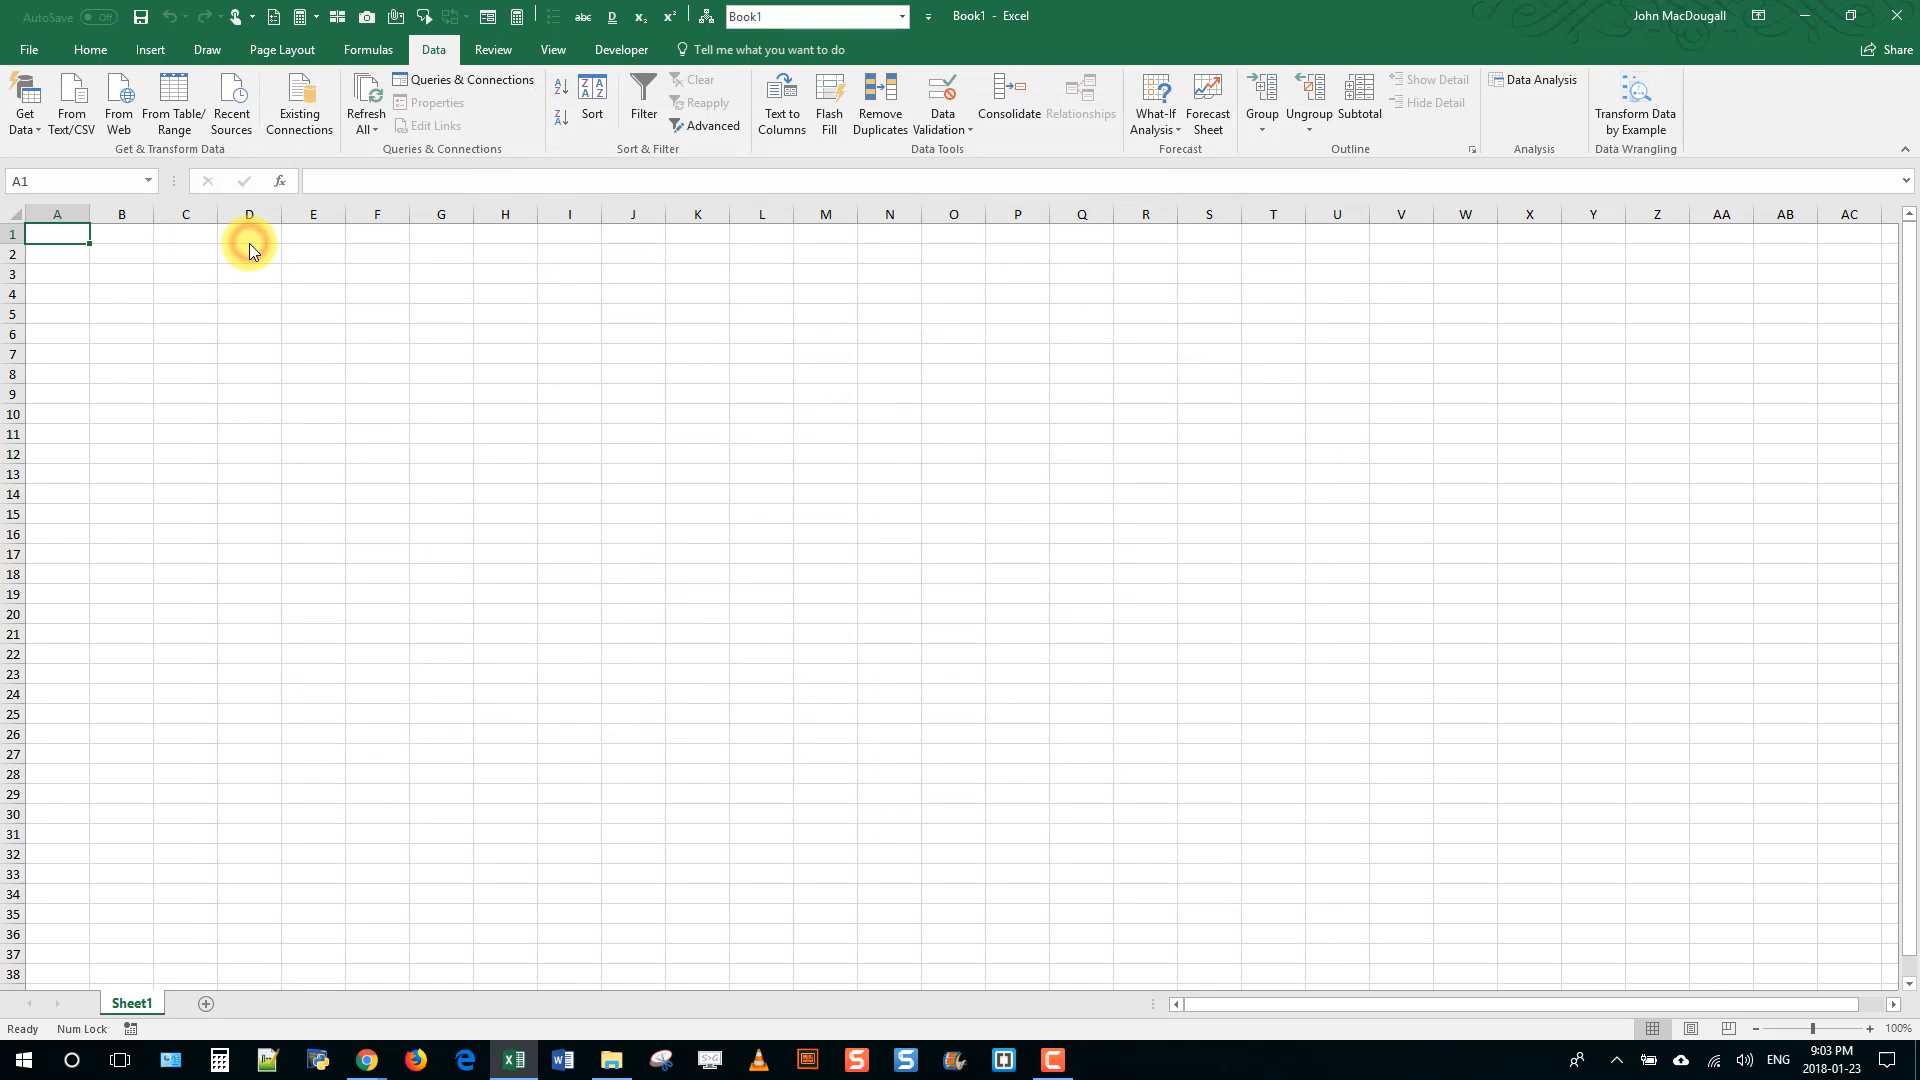 AutoSave Off Book1 Book1 - Excel John MacDougall
File Home Insert Draw Page Layout Formulas Data Review View Developer Tell me what you want to do Share
Get Data
From Text/CSV
From Web
From Table/ Range
Recent Sources
Existing Connections
Get & Transform Data
Refresh All
Queries & Connections
Properties
Edit Links
Queries & Connections
Sort
Filter
Clear
Reapply
Advanced
Sort & Filter
Text to Columns
Flash Fill
Remove Duplicates
Data Validation
Consolidate
Relationships
Data Tools
What-If Analysis
Forecast Sheet
Forecast
Group
Ungroup
Subtotal
Show Detail
Hide Detail
Outline
Data Analysis
Analysis
Transform Data by Example
Data Wrangling
A1 fx
A B C D E F G H I J K L M N O P Q R S T U V W X Y Z AA AB AC
1
2
3
4
5
6
7
8
9
10
11
12
13
14
15
16
17
18
19
20
21
22
23
24
25
26
27
28
29
30
31
32
33
34
35
36
37
38
Sheet1
Ready Num Lock 100%
ENG 9:03 PM
2018-01-23